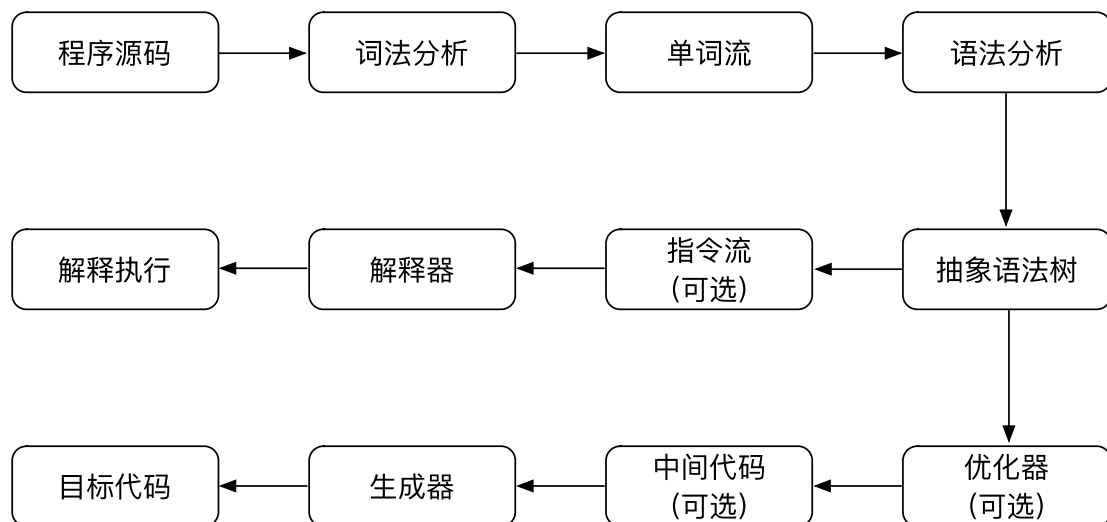 程序源码
词法分析
单词流
语法分析
解释执行
解释器
指令流
(可选)
抽象语法树
目标代码
生成器
中间代码
(可选)
优化器
(可选)